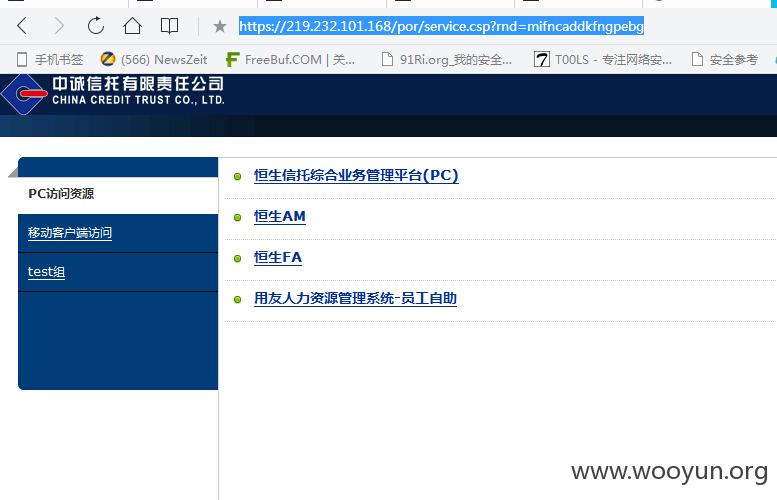 https://219.232.101.168/por/service.csp?rnd=mifncaddkfngpebg
手机书签 (566) NewsZeit FreeBuf.COM | 关... 91Ri.org_我的安全... T00LS - 专注网络安... 安全参考
中诚信托有限责任公司
CHINA CREDIT TRUST CO., LTD.
PC访问资源
移动客户端访问
test组
恒生信托综合业务管理平台(PC)
恒生AM
恒生FA
用友人力资源管理系统-员工自助
www.wooyun.org